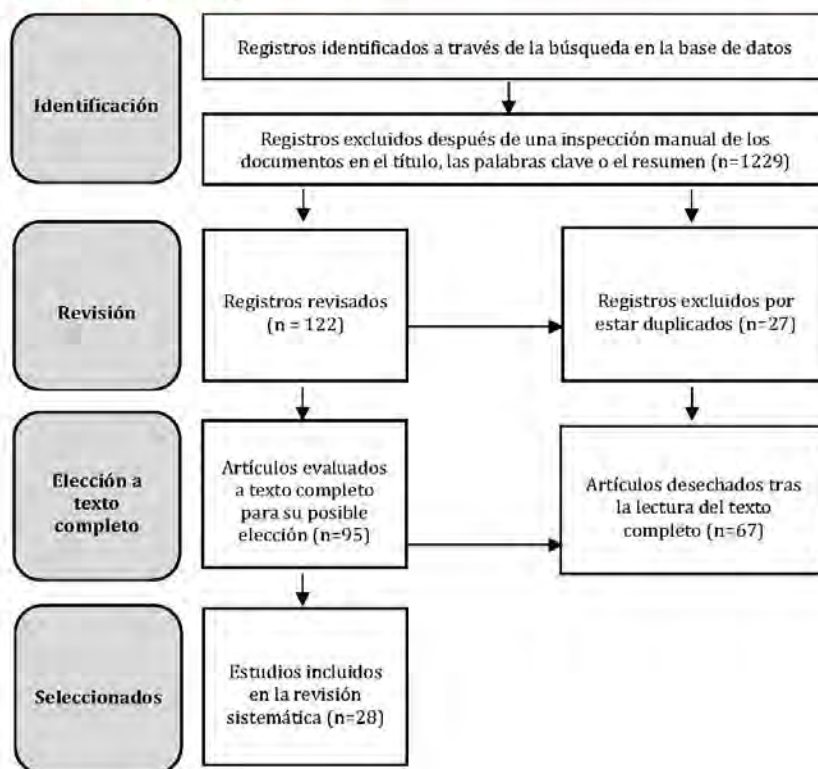 Identificación
Registros identificados a través de la búsqueda en la base de datos
Registros excluidos después de una inspección manual de los
documentos en el título, las palabras clave o el resumen (n=1229)
Revisión
Registros revisados
(n = 122)
Registros excluidos por
estar duplicados (n=27)
Elección a
texto
completo
Artículos evaluados
a texto completo
para su posible
elección (n=95)
Artículos desechados tras
la lectura del texto
completo (n=67)
Seleccionados
Estudios incluidos
en la revisión
sistemática (n=28)